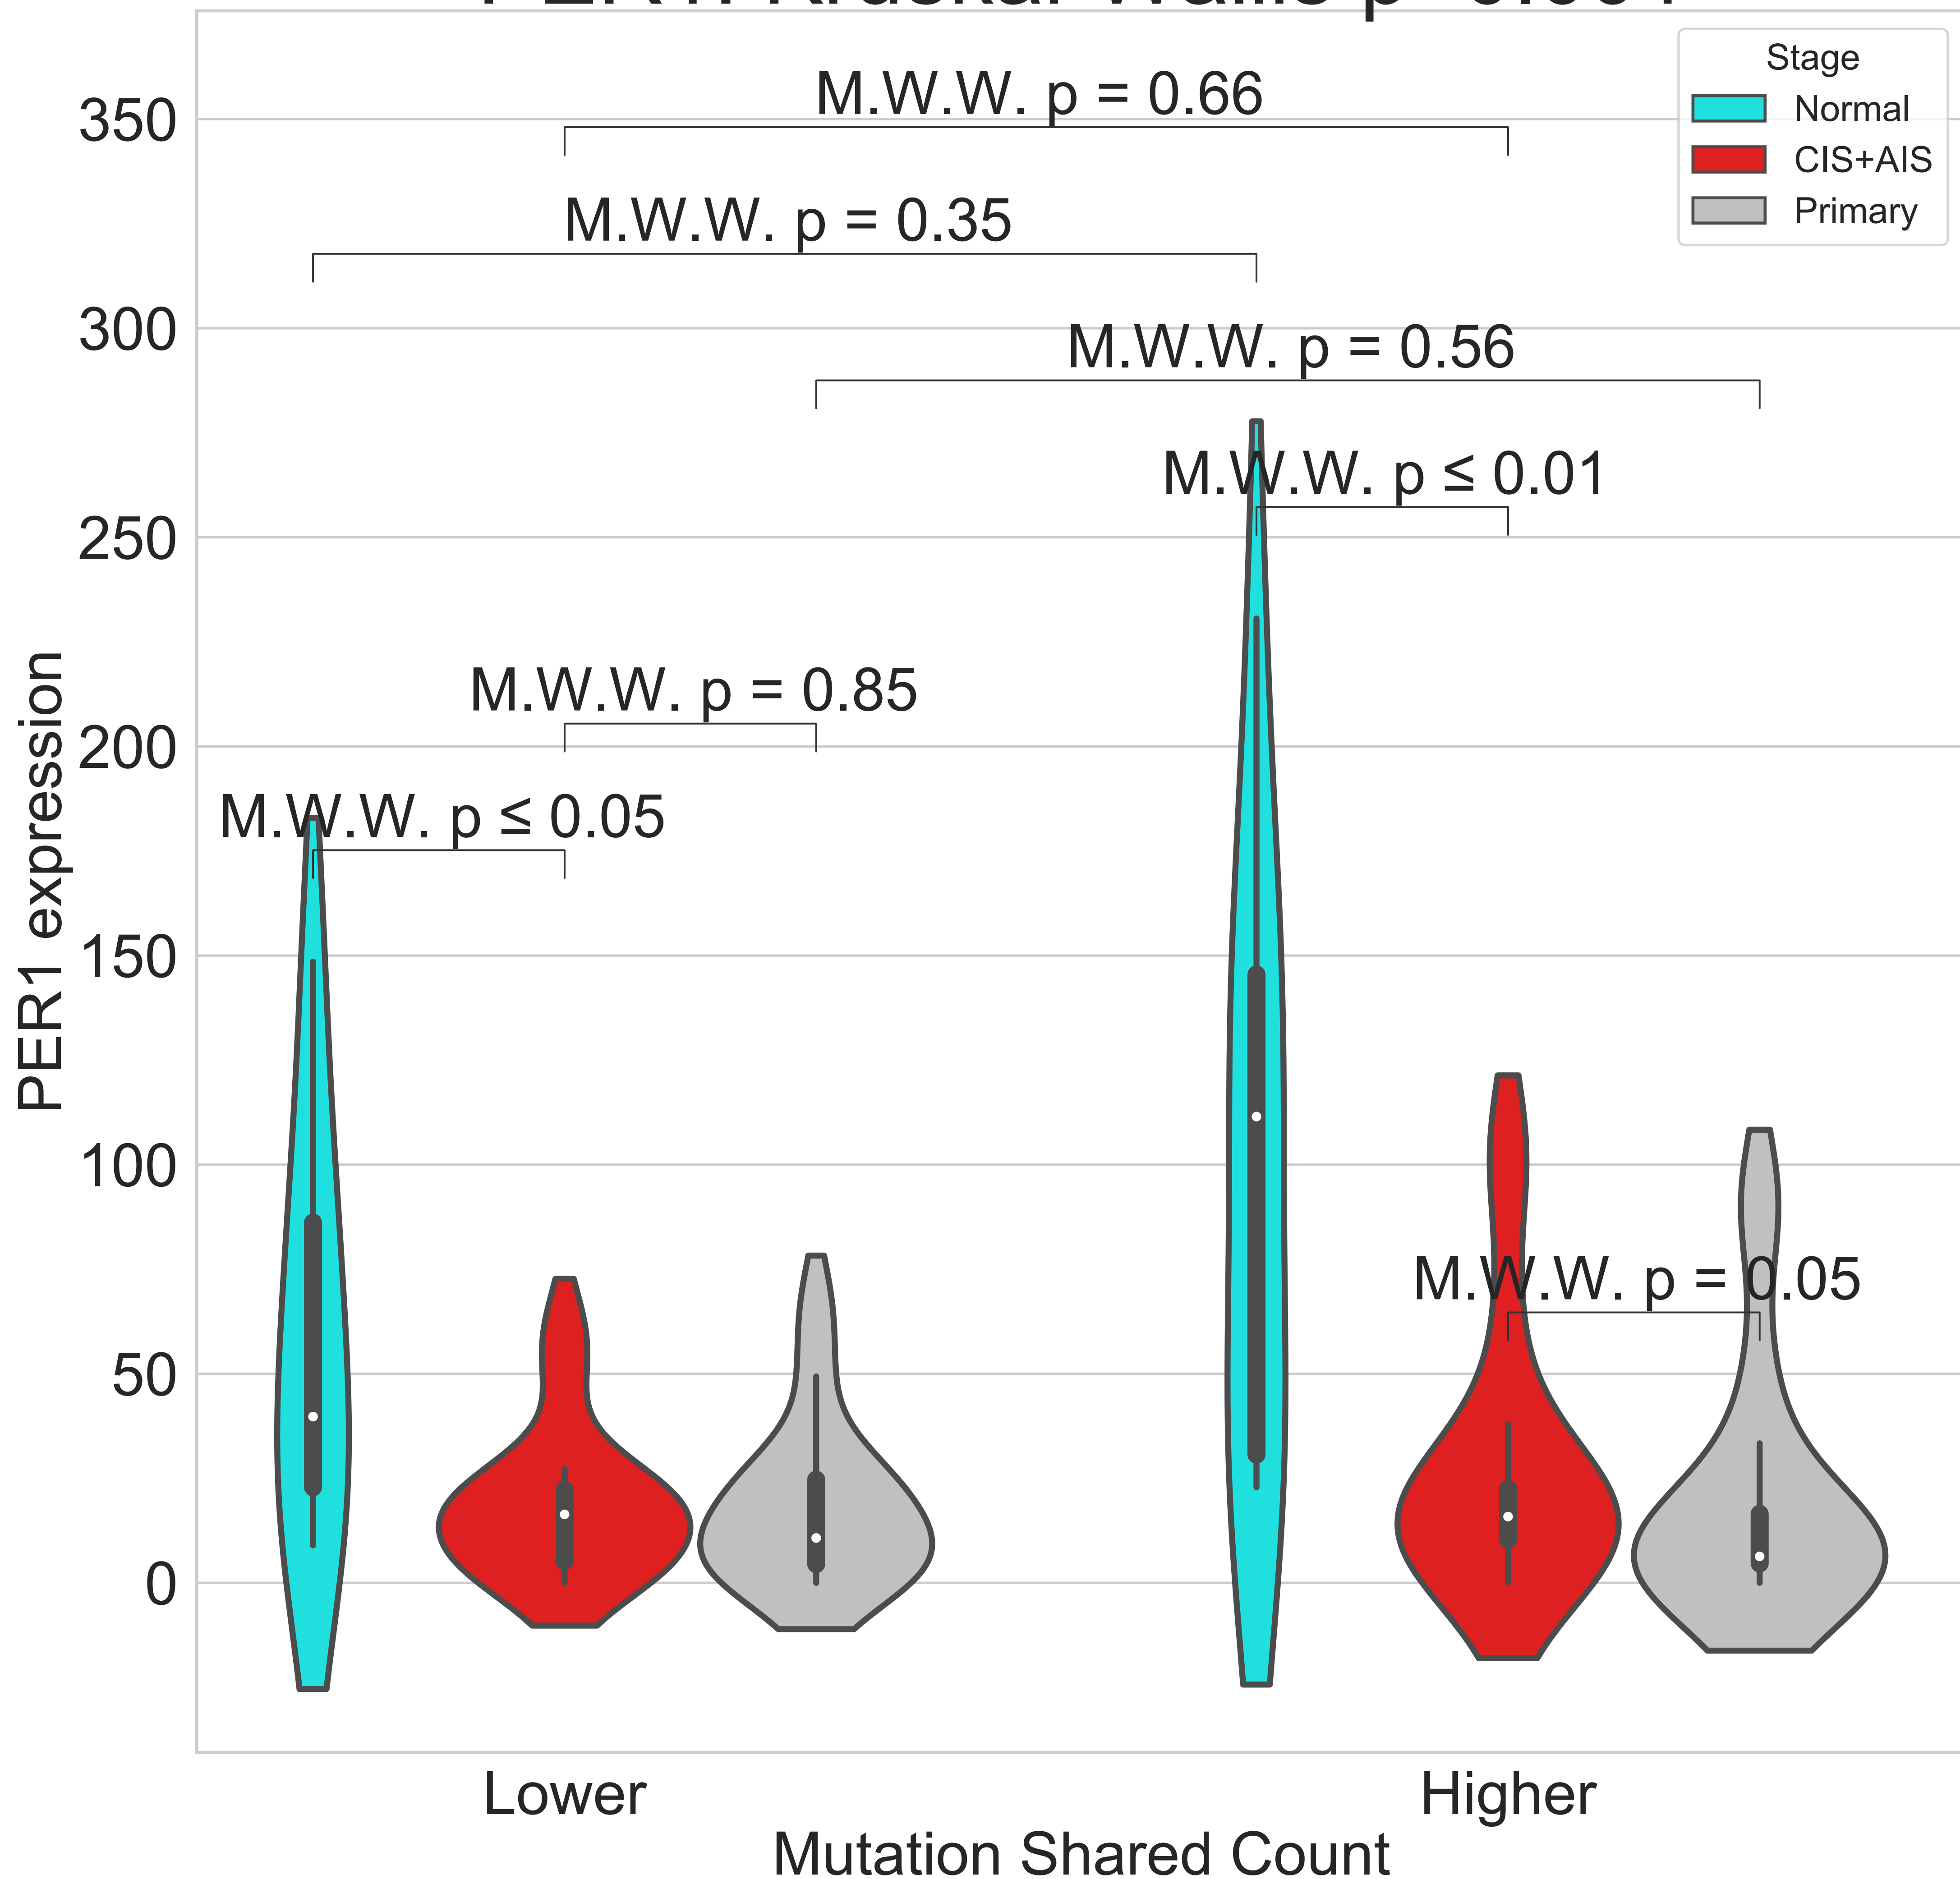 Stage
Normal
CIS+AIS
Primary
M.W.W. p = 0.66
M.W.W. p = 0.35
M.W.W. p = 0.56
M.W.W. p ≤ 0.01
M.W.W. p = 0.85
M.W.W. p ≤ 0.05
M.W.W. p = 0.05
350
300
250
200
150
100
50
0
PER1 expression
Lower
Higher
Mutation Shared Count